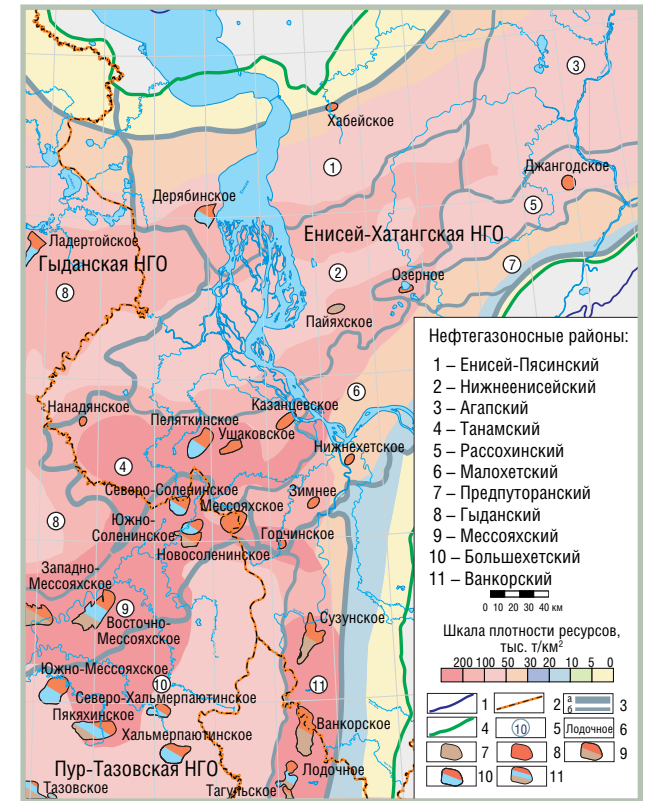 3
Хабейское
1
Джангодское
5
Дерябинское
Енисей-Хатангская НГО
7
Ладертойское
Гыданская НГО
8
2
Озерное
Пайяхское
6
Нанадянское
Казанцевское
Пеляткинское
Ушаковское
Нижнехетское
4
Северо-Соленинское
Зимнее
Мессояхское
8
Южно-
Соленинское
Горчинское
Новосоленинское
Западно-
Мессояхское
9
Восточно-
Мессояхское
Сузунское
Южно-Мессояхское
10
11
Северо-Хальмерпаютинское
Пякяхинское
Ванкорское
Хальмерпаютинское
Пур-Тазовская НГО
Лодочное
Тазовское
Тагульское
Нефтегазоносные районы:
1 – Енисей-Пясинский
2 – Нижнеенисейский
3 – Агапский
4 – Танамский
5 – Рассохинский
6 – Малохетский
7 – Предпуторанский
8 – Гыданский
9 – Мессояхский
10 – Большехетский
11 – Ванкорский
0 10 20 30 40 км
Шкала плотности ресурсов,
тыс. т/км²
200 100 50 30 20 10 5 0
1 2 а б 3
4 10 5 Лодочное 6
7 8 9
10 11